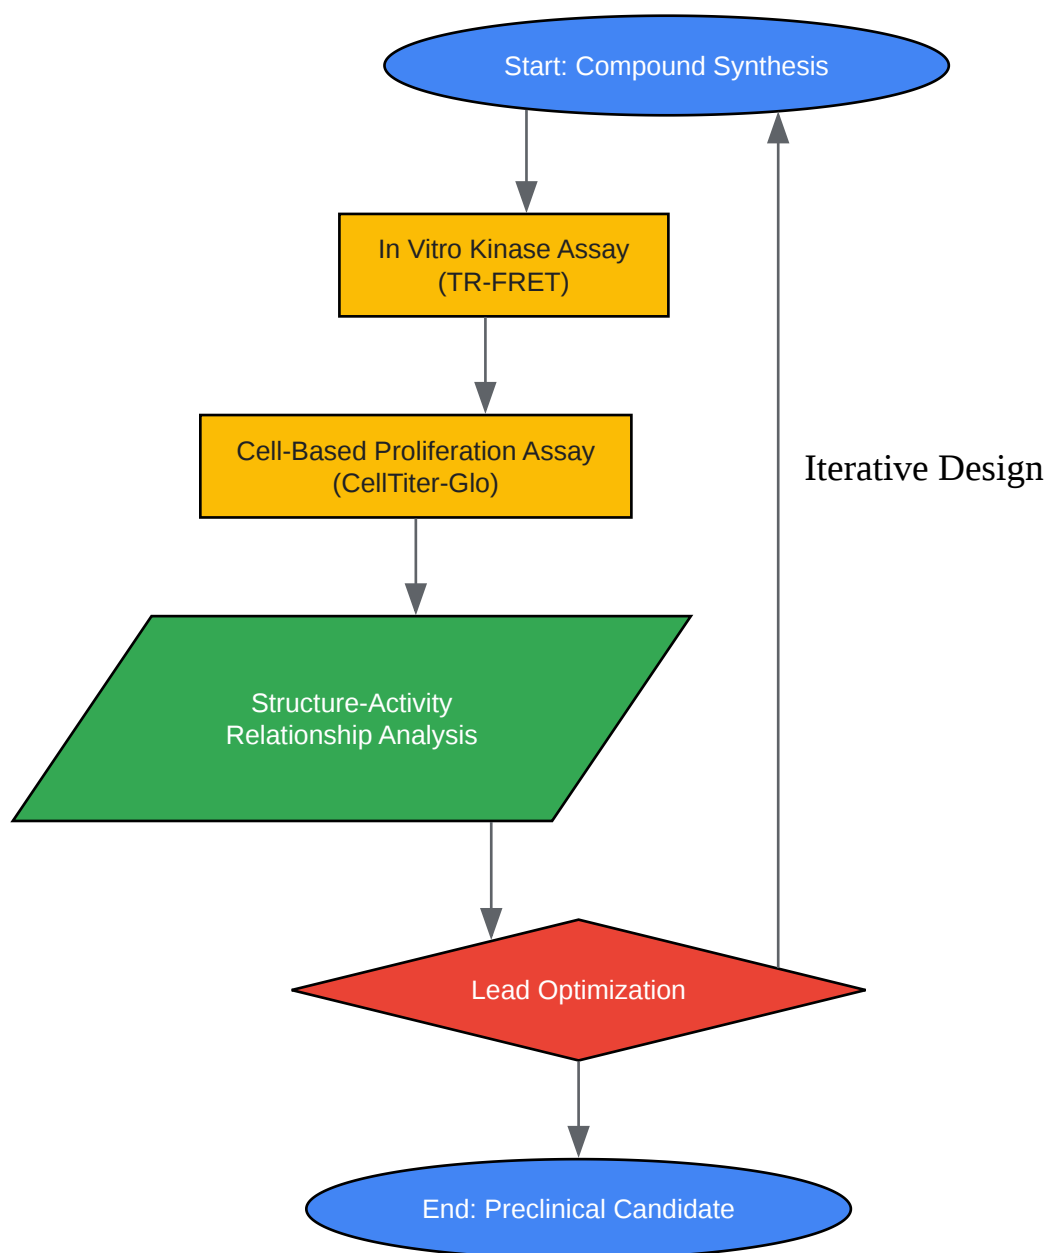 Start: Compound Synthesis
In Vitro Kinase Assay
(TR-FRET)
Cell-Based Proliferation Assay
(CellTiter-Glo)
Iterative Design
Structure-Activity
Relationship Analysis
Lead Optimization
End: Preclinical Candidate